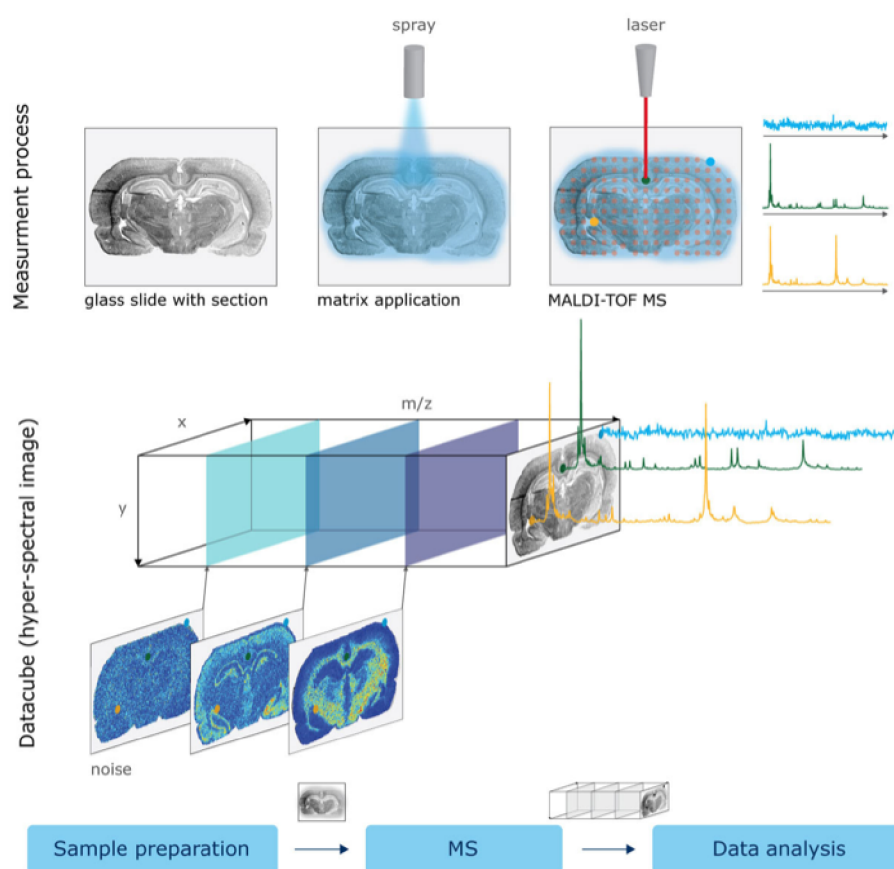 spray
laser
Measurment process
glass slide with section
matrix application
MALDI-TOF MS
Datacube (hyper-spectral image)
x
m/z
y
noise
Sample preparation
MS
Data analysis